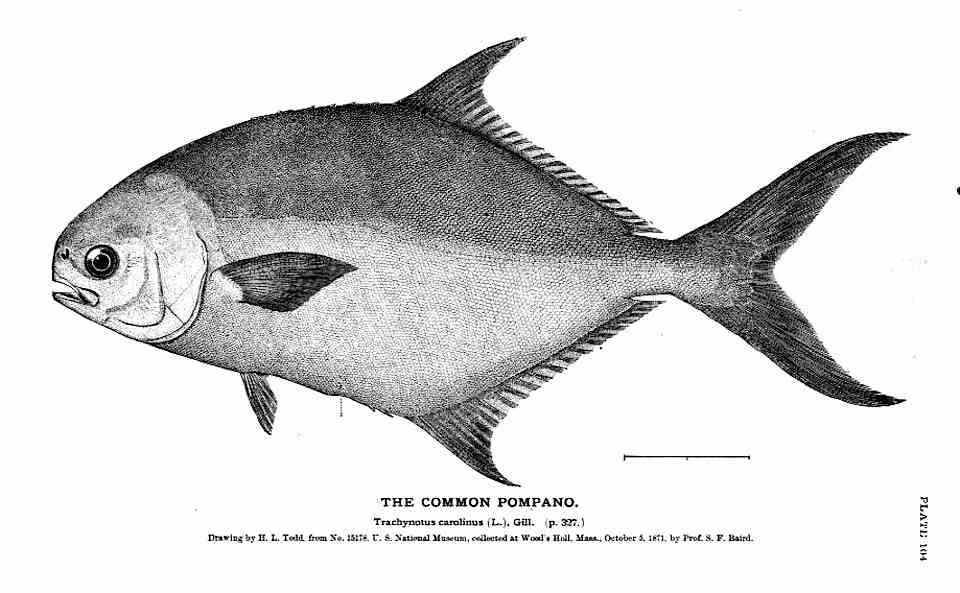 THE COMMON POMPANO.
Trachynotus carolinus (L.), Gill. (p. 327.)
Drawing by H. L. Todd, from No. 15178, U. S. National Museum, collected at Wood's Holl, Mass., October 5, 1871, by Prof. S. F. Baird.
PLATE 104